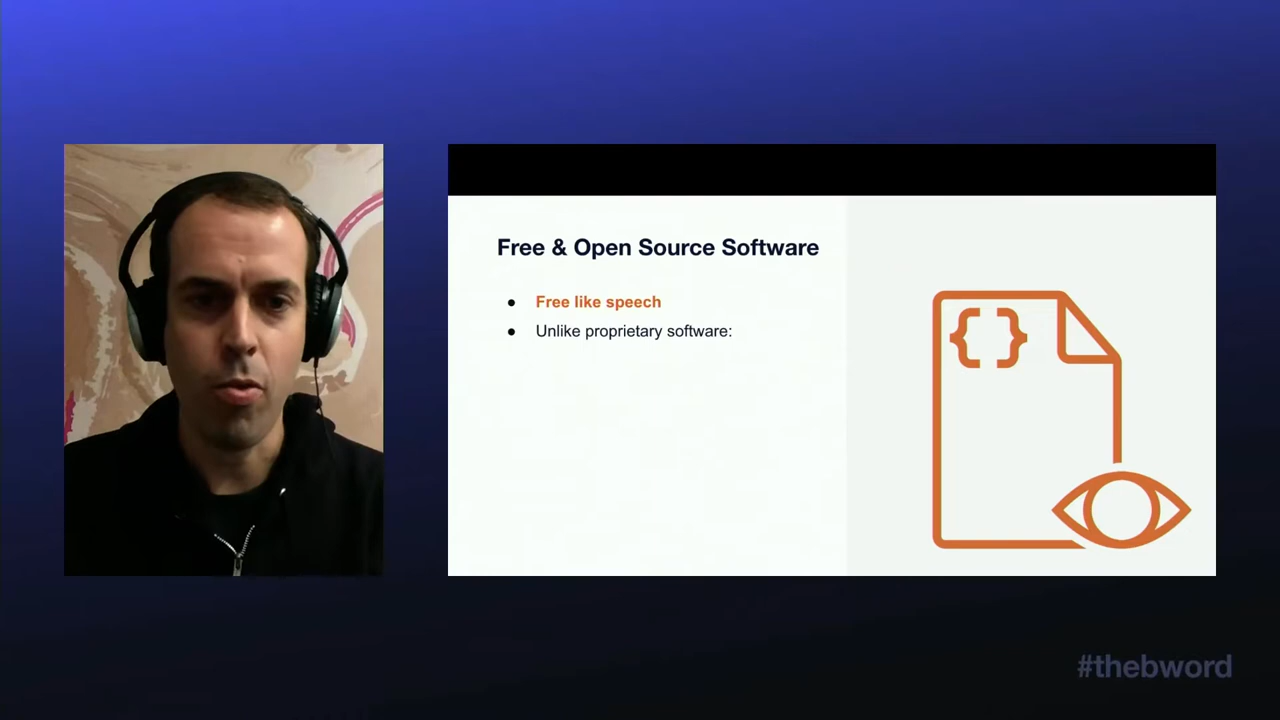 Free & Open Source Software
● Free like speech
● Unlike proprietary software:
{}
#thebword